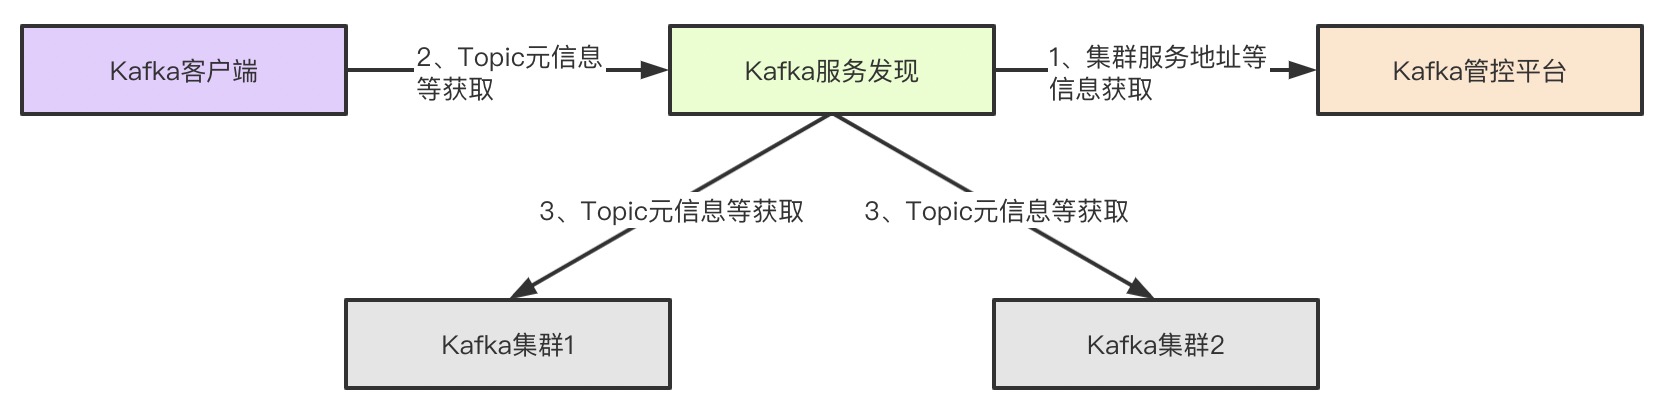 Kafka客户端
2、Topic元信息
等获取
Kafka服务发现
1、集群服务地址等
信息获取
Kafka管控平台
3、Topic元信息等获取
3、Topic元信息等获取
Kafka集群1
Kafka集群2